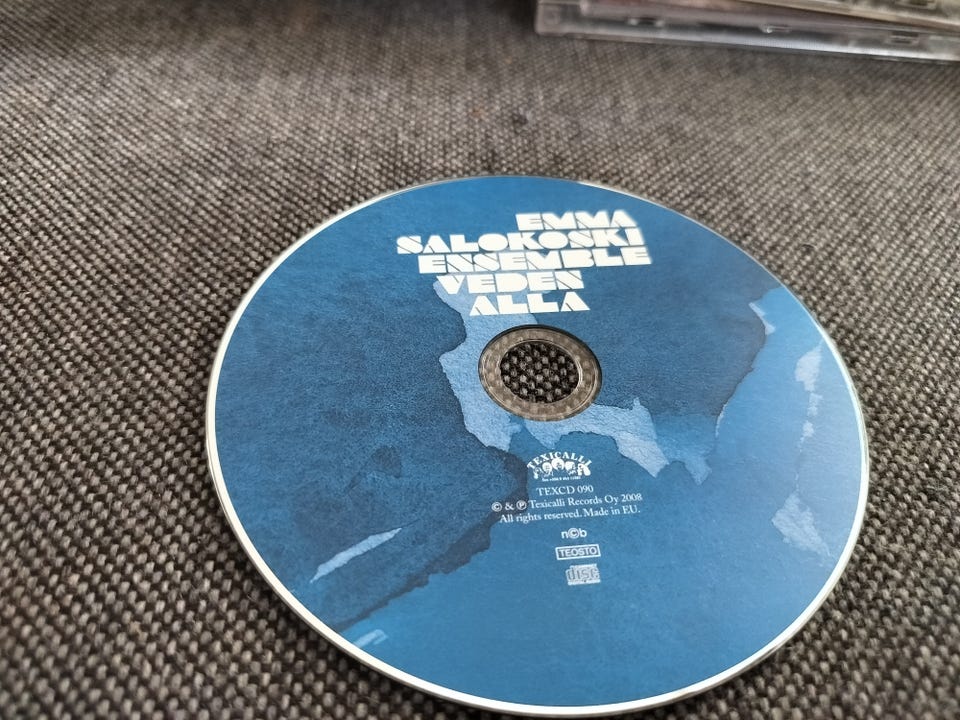 EMMA
SALOKOSKI
ENSEMBLE
VEDEN
ALLA
TEXICALLI
TEXCD 090
© & ℗ Texicalli Records Oy 2008
All rights reserved. Made in EU.
n©b
TEOSTO
disc